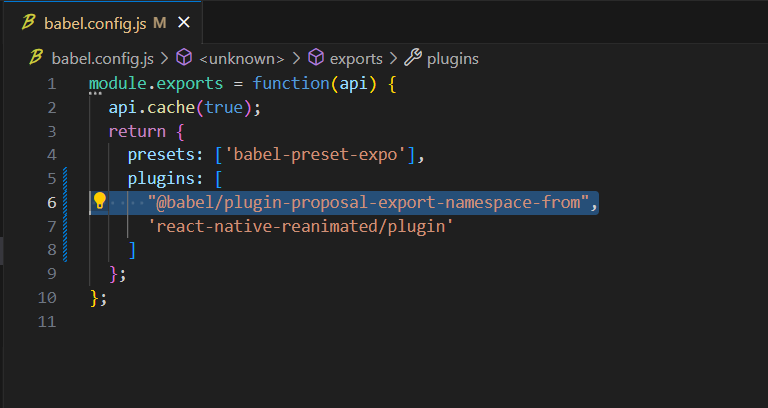 babel.config.js M
babel.config.js > <unknown> > exports > plugins
1 module.exports = function(api) {
2 api.cache(true);
3 return {
4 presets: ['babel-preset-expo'],
5 plugins: [
6 "@babel/plugin-proposal-export-namespace-from",
7 'react-native-reanimated/plugin'
8 ]
9 };
10 };
11